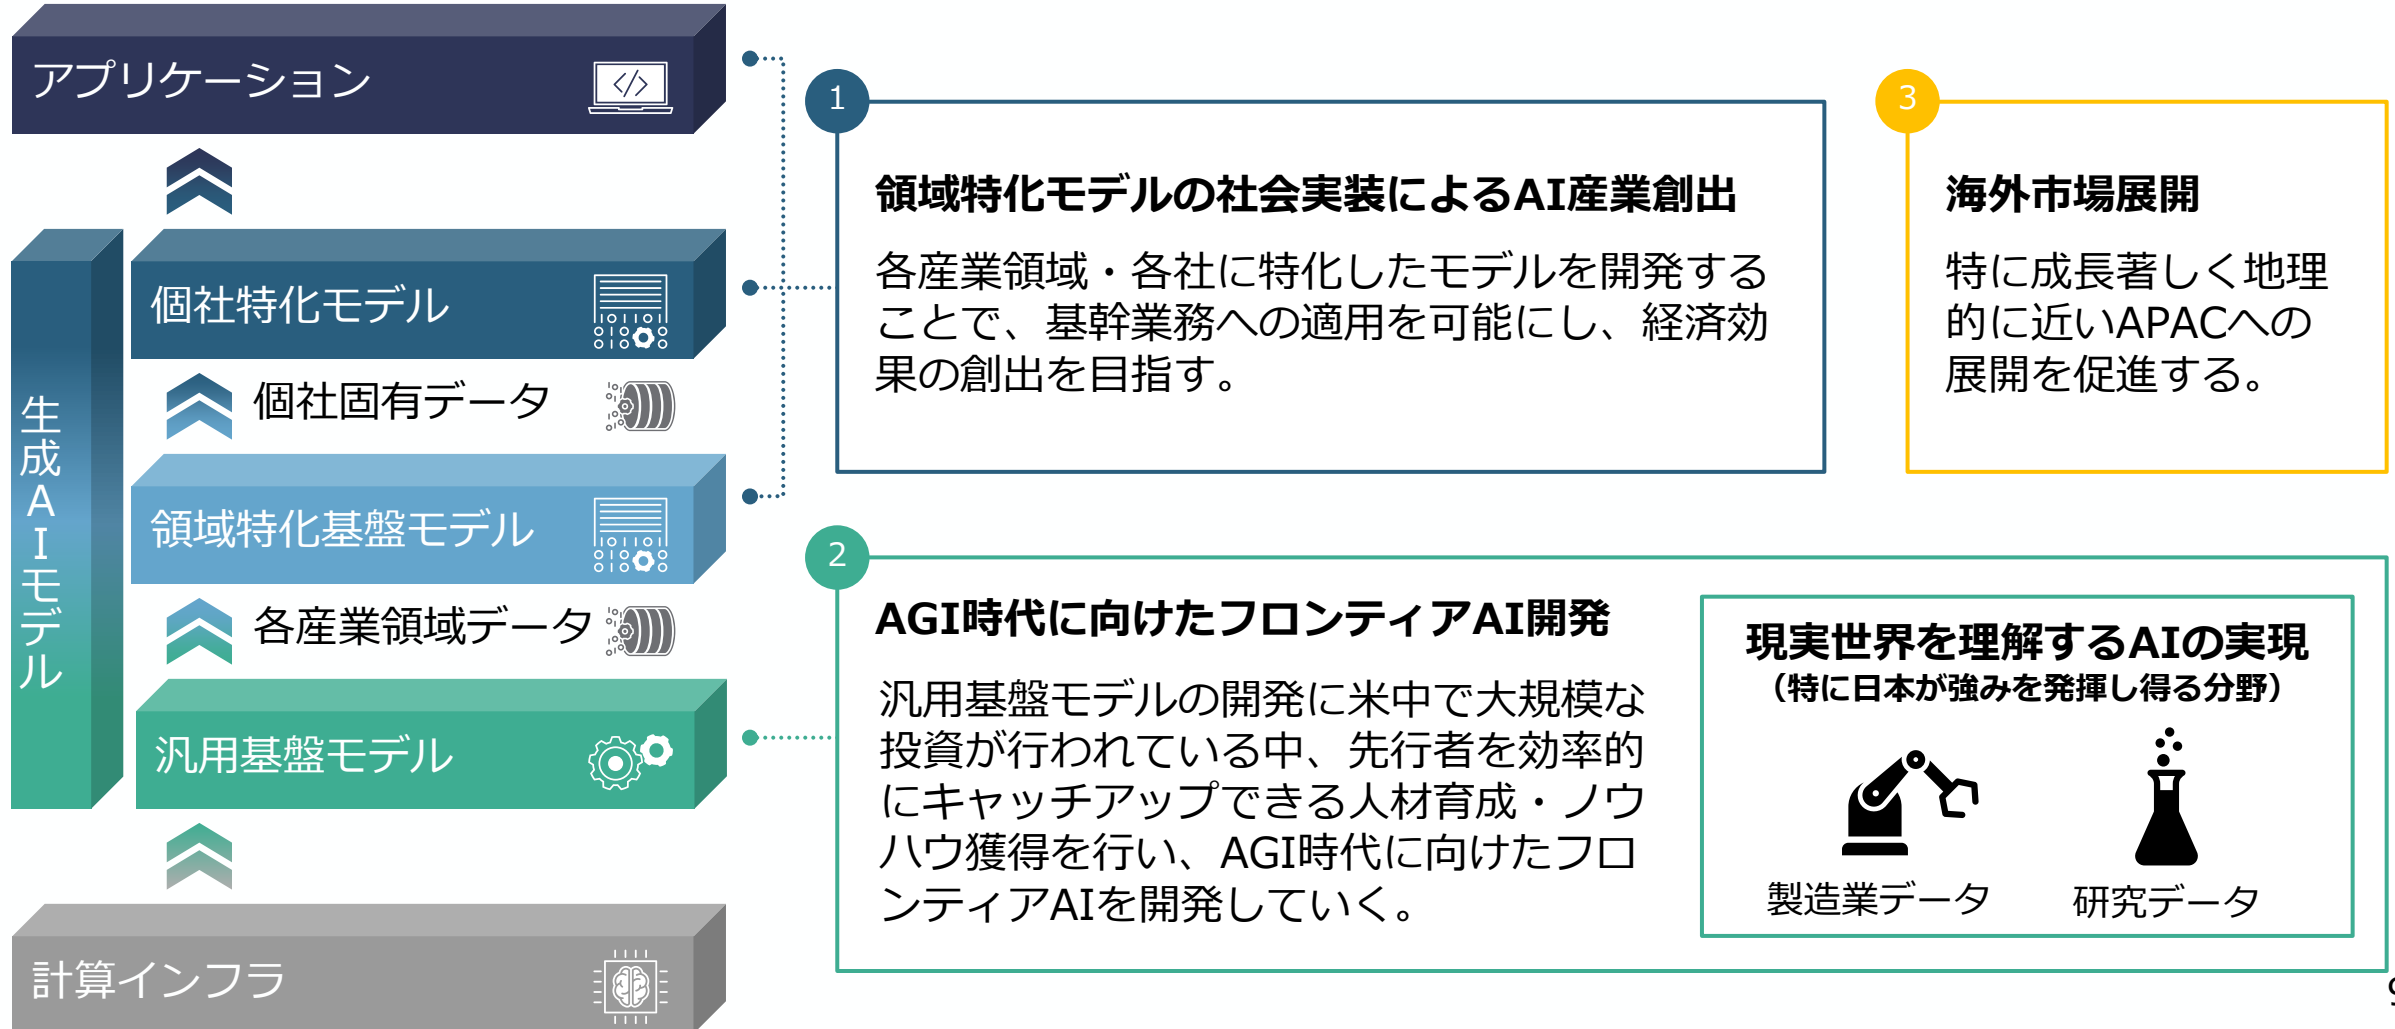 アプリケーション
個社特化モデル
個社固有データ
生成AIモデル
領域特化基盤モデル
各産業領域データ
汎用基盤モデル
計算インフラ
1
領域特化モデルの社会実装によるAI産業創出
各産業領域・各社に特化したモデルを開発する
ことで、基幹業務への適用を可能にし、経済効
果の創出を目指す。
3
海外市場展開
特に成長著しく地理
的に近いAPACへの
展開を促進する。
2
AGI時代に向けたフロンティアAI開発
汎用基盤モデルの開発に米中で大規模な
投資が行われている中、先行者を効率的
にキャッチアップできる人材育成・ノウ
ハウ獲得を行い、AGI時代に向けたフロ
ンティアAIを開発していく。
現実世界を理解するAIの実現
（特に日本が強みを発揮し得る分野）
製造業データ
研究データ